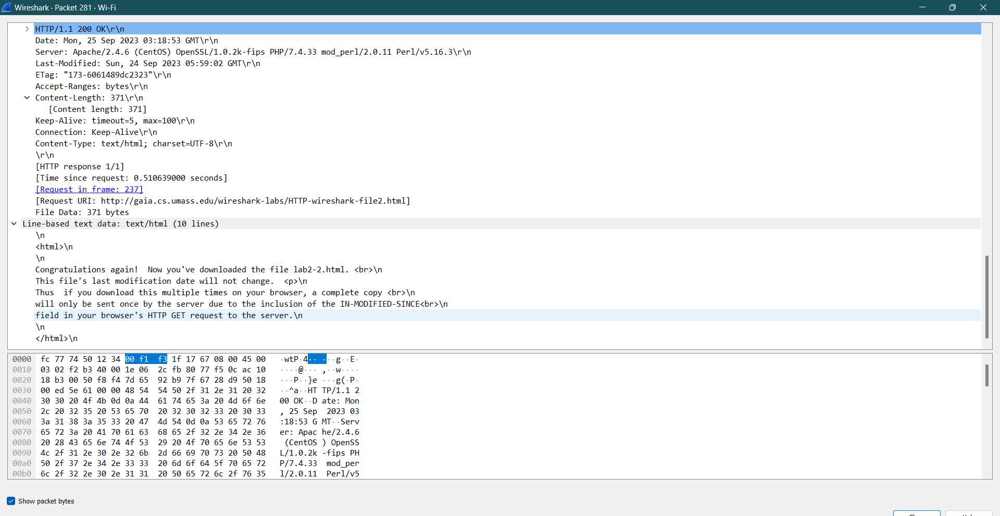 Wireshark · Packet 281 · Wi-Fi
HTTP/1.1 200 OK\r\n
Date: Mon, 25 Sep 2023 03:18:53 GMT\r\n
Server: Apache/2.4.6 (CentOS) OpenSSL/1.0.2k-fips PHP/7.4.33 mod_perl/2.0.11 Perl/v5.16.3\r\n
Last-Modified: Sun, 24 Sep 2023 05:59:02 GMT\r\n
ETag: "173-6061489dc2323"\r\n
Accept-Ranges: bytes\r\n
Content-Length: 371\r\n
[Content length: 371]
Keep-Alive: timeout=5, max=100\r\n
Connection: Keep-Alive\r\n
Content-Type: text/html; charset=UTF-8\r\n
\r\n
[HTTP response 1/1]
[Time since request: 0.510639000 seconds]
[Request in frame: 237]
[Request URI: http://gaia.cs.umass.edu/wireshark-labs/HTTP-wireshark-file2.html]
File Data: 371 bytes
Line-based text data: text/html (10 lines)
\n
<html>\n
\n
Congratulations again!  Now you've downloaded the file lab2-2.html. <br>\n
This file's last modification date will not change.  <p>\n
Thus  if you download this multiple times on your browser, a complete copy <br>\n
will only be sent once by the server due to the inclusion of the IN-MODIFIED-SINCE<br>\n
field in your browser's HTTP GET request to the server.\n
\n
</html>\n
0000 fc 77 74 50 12 34 00 f1 f3 1f 17 67 08 00 45 00 ·wtP·4·· ···g··E·
0010 03 02 f2 b3 40 00 1e 06 2c fb 80 77 f5 0c ac 10 ····@··· ,··w····
0020 18 b3 00 50 f8 f4 7d 65 92 b9 7f 67 28 d9 50 18 ···P··}e ···g(·P·
0030 00 ed 5e 61 00 00 48 54 54 50 2f 31 2e 31 20 32 ··^a··HT TP/1.1 2
0040 30 30 20 4f 4b 0d 0a 44 61 74 65 3a 20 4d 6f 6e 00 OK··D ate: Mon
0050 2c 20 32 35 20 53 65 70 20 32 30 32 33 20 30 33 , 25 Sep  2023 03
0060 3a 31 38 3a 35 33 20 47 4d 54 0d 0a 53 65 72 76 :18:53 G MT··Serv
0070 65 72 3a 20 41 70 61 63 68 65 2f 32 2e 34 2e 36 er: Apac he/2.4.6
0080 20 28 43 65 6e 74 4f 53 29 20 4f 70 65 6e 53 53 (CentOS ) OpenSS
0090 4c 2f 31 2e 30 2e 32 6b 2d 66 69 70 73 20 50 48 L/1.0.2k -fips PH
00a0 50 2f 37 2e 34 2e 33 33 20 6d 6f 64 5f 70 65 72 P/7.4.33  mod_per
00b0 6c 2f 32 2e 30 2e 31 31 20 50 65 72 6c 2f 76 35 l/2.0.11  Perl/v5
Show packet bytes